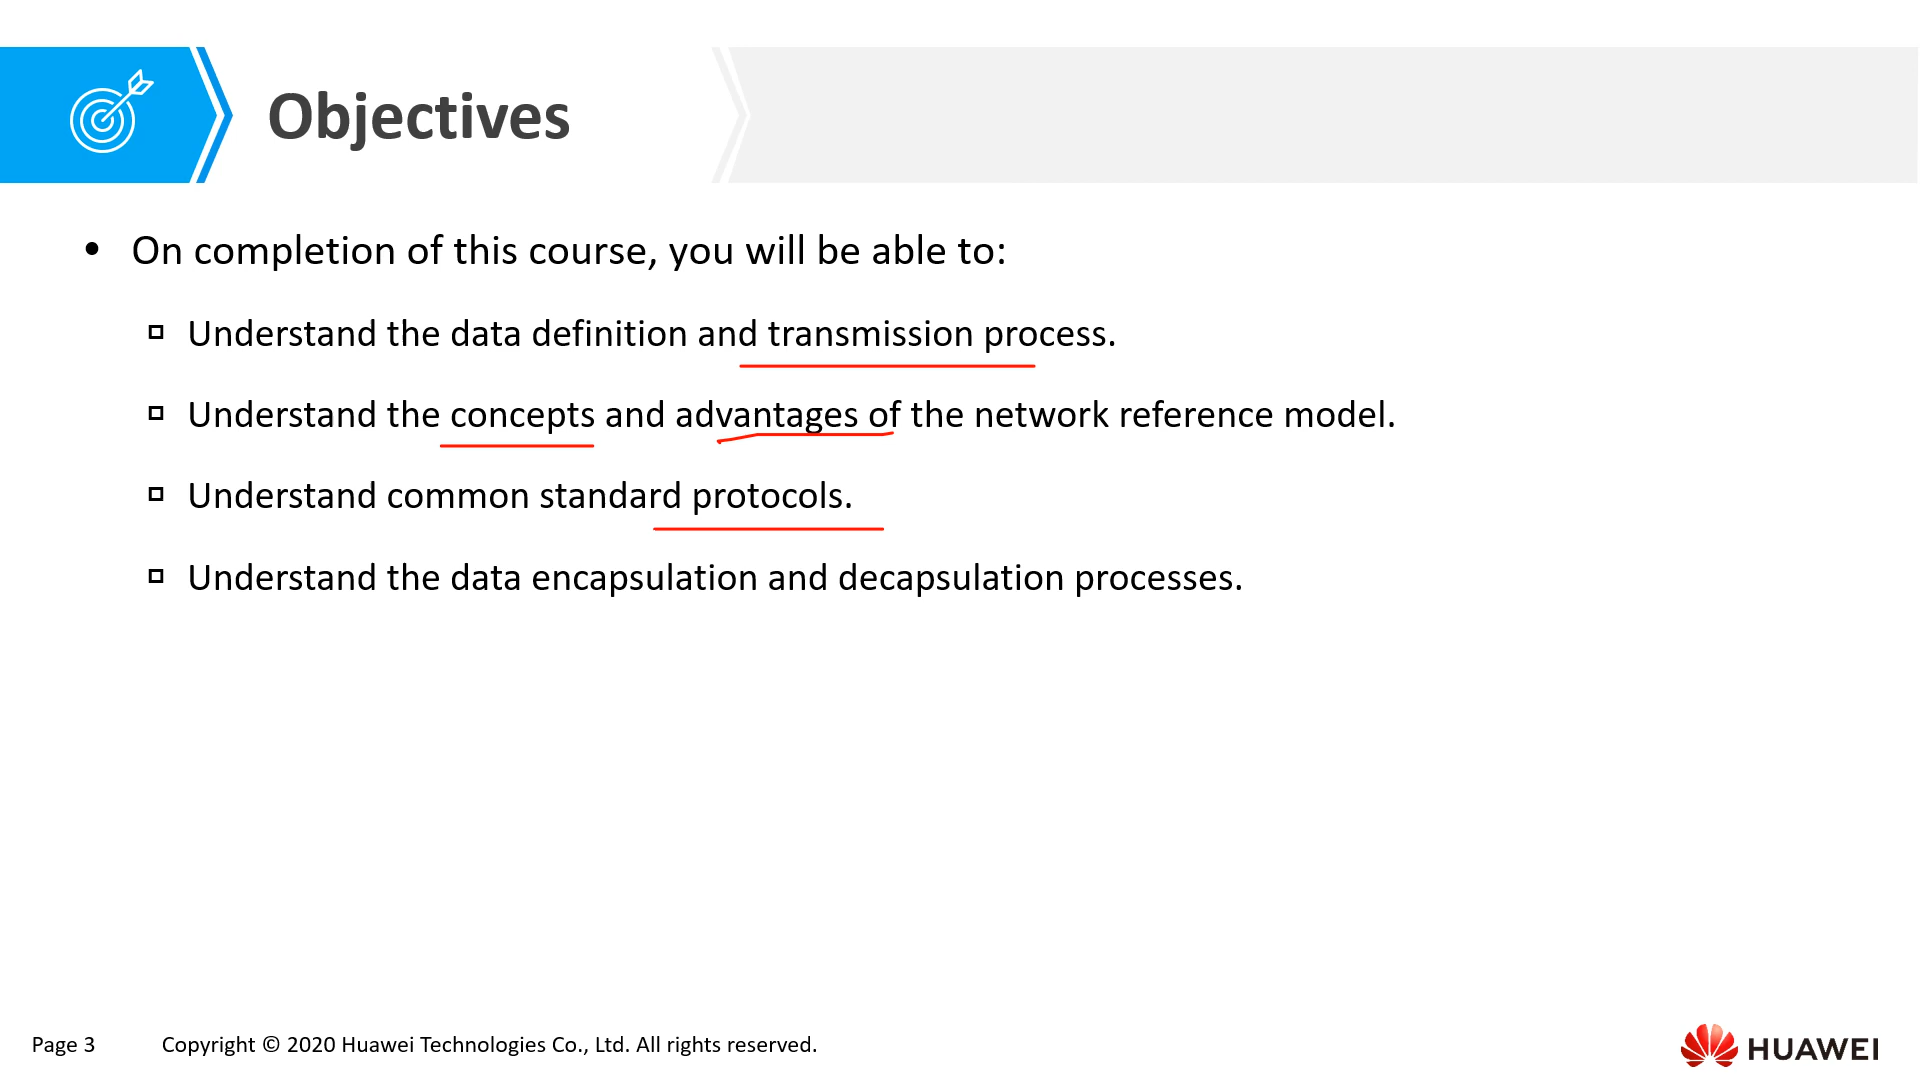 Objectives
• On completion of this course, you will be able to:
Understand the data definition and transmission process.
Understand the concepts and advantages of the network reference model.
Understand common standard protocols.
Understand the data encapsulation and decapsulation processes.
Page 3 Copyright © 2020 Huawei Technologies Co., Ltd. All rights reserved.
HUAWEI